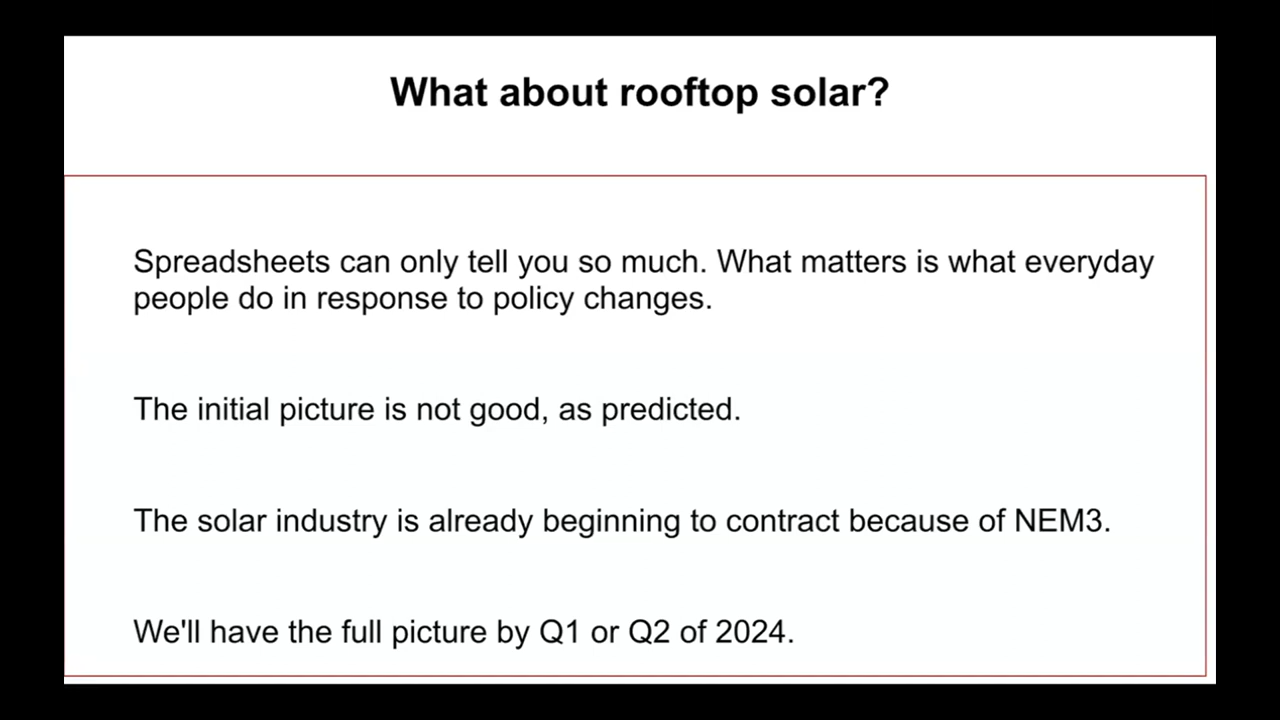 What about rooftop solar?
Spreadsheets can only tell you so much. What matters is what everyday
people do in response to policy changes.
The initial picture is not good, as predicted.
The solar industry is already beginning to contract because of NEM3.
We'll have the full picture by Q1 or Q2 of 2024.